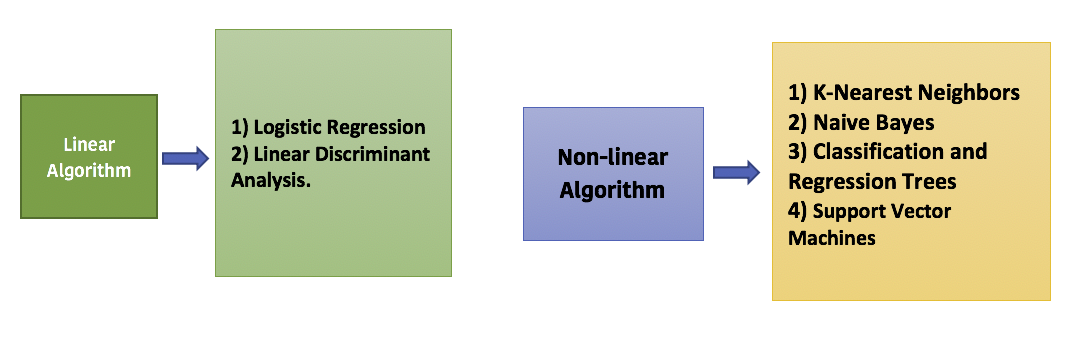 Linear
Algorithm
1) Logistic Regression
2) Linear Discriminant
Analysis.
Non-linear
Algorithm
1) K-Nearest Neighbors
2) Naive Bayes
3) Classification and
Regression Trees
4) Support Vector
Machines